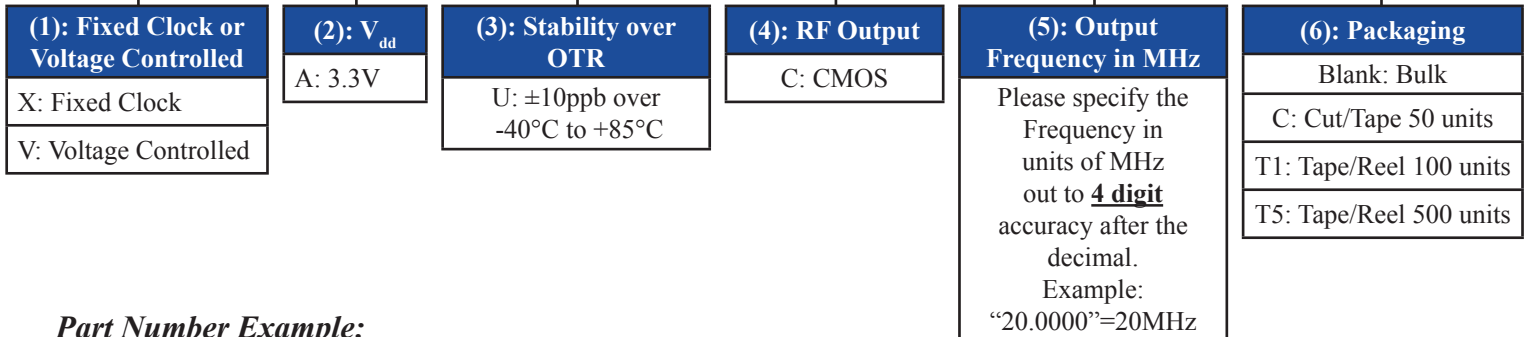 (1): Fixed Clock or
Voltage Controlled
X: Fixed Clock
V: Voltage Controlled
(2): Vdd
A: 3.3V
(3): Stability over
OTR
U: ±10ppb over
-40°C to +85°C
(4): RF Output
C: CMOS
(5): Output
Frequency in MHz
Please specify the
Frequency in
units of MHz
out to 4 digit
accuracy after the
decimal.
Example:
“20.0000”=20MHz
(6): Packaging
Blank: Bulk
C: Cut/Tape 50 units
T1: Tape/Reel 100 units
T5: Tape/Reel 500 units
Part Number Example: